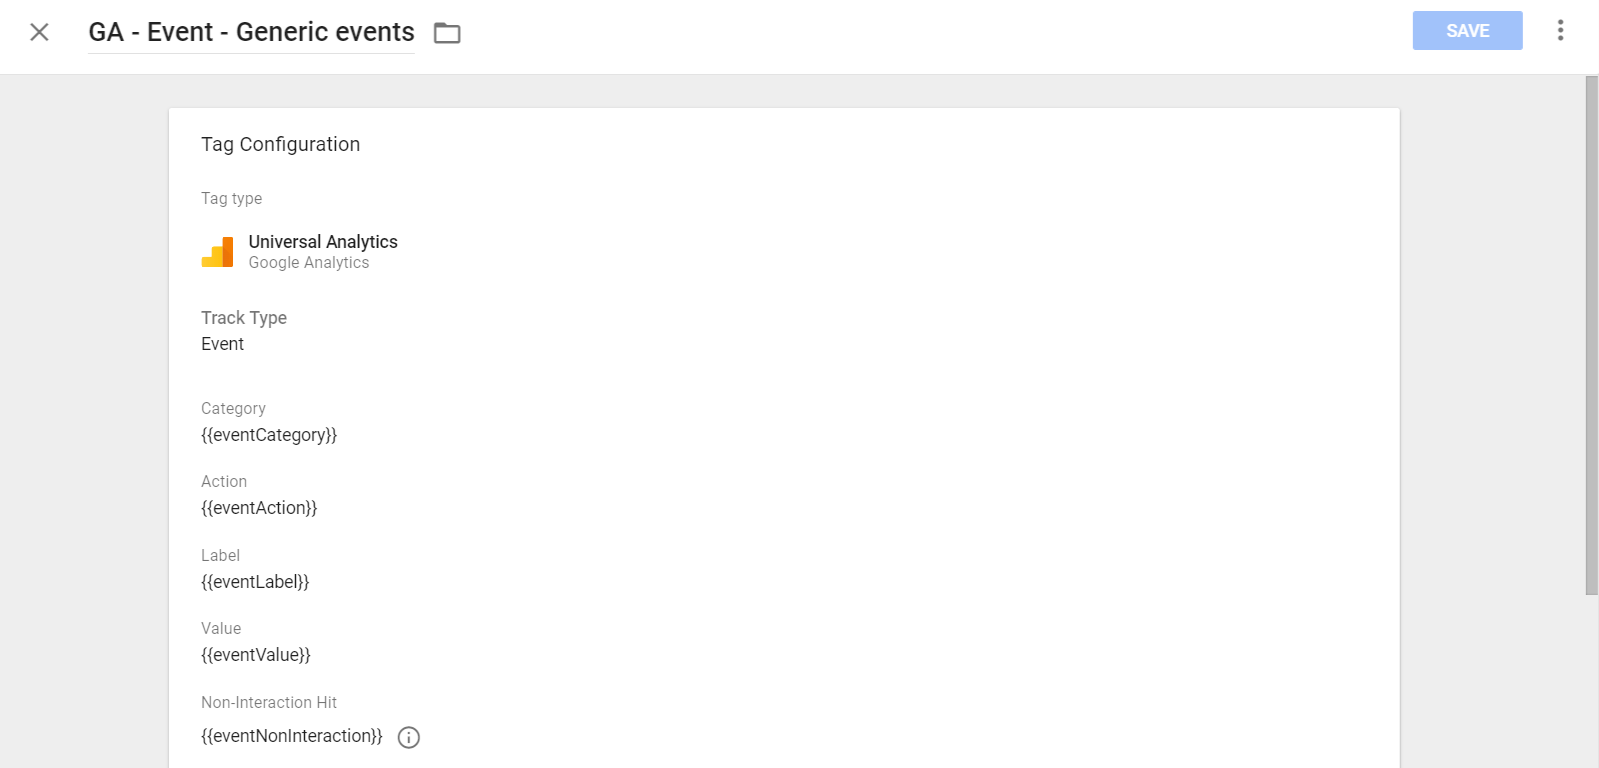 GA - Event - Generic events
SAVE
Tag Configuration
Tag type
Universal Analytics
Google Analytics
Track Type
Event
Category
{{eventCategory}}
Action
{{eventAction}}
Label
{{eventLabel}}
Value
{{eventValue}}
Non-Interaction Hit
{{eventNonInteraction}}